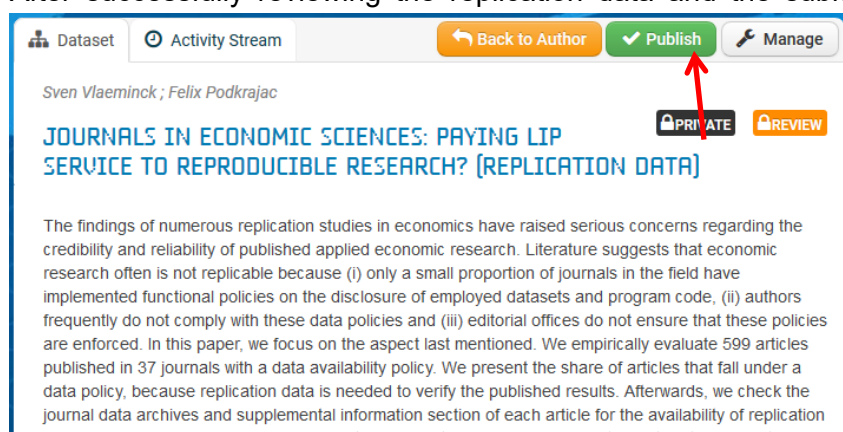 After successfully reviewing the replication data and the
Dataset Activity Stream Back to Author Publish Manage
Sven Vlaeminck ; Felix Podkrajac
PRIVATE REVIEW
JOURNALS IN ECONOMIC SCIENCES: PAYING LIP
SERVICE TO REPRODUCIBLE RESEARCH? (REPLICATION DATA)
The findings of numerous replication studies in economics have raised serious concerns regarding the
credibility and reliability of published applied economic research. Literature suggests that economic
research often is not replicable because (i) only a small proportion of journals in the field have
implemented functional policies on the disclosure of employed datasets and program code, (ii) authors
frequently do not comply with these data policies and (iii) editorial offices do not ensure that these policies
are enforced. In this paper, we focus on the aspect last mentioned. We empirically evaluate 599 articles
published in 37 journals with a data availability policy. We present the share of articles that fall under a
data policy, because replication data is needed to verify the published results. Afterwards, we check the
journal data archives and supplemental information section of each article for the availability of replication